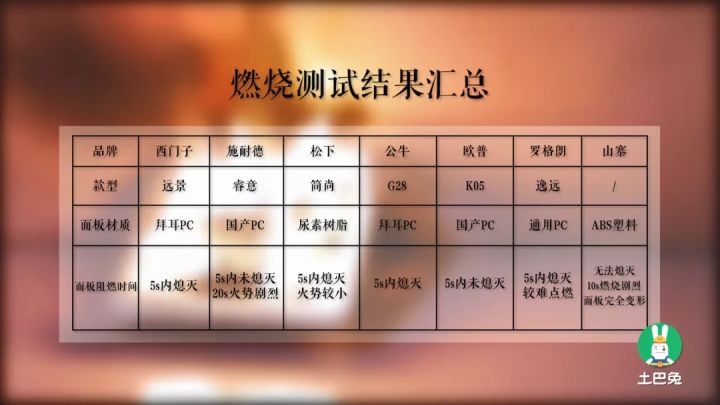 燃烧测试结果汇总
品牌 西门子 施耐德 松下 公牛 欧普 罗格朗 山寨
款型 远景 睿意 简尚 G28 K05 逸远 /
面板材质 拜耳PC 国产PC 尿素树脂 拜耳PC 国产PC 通用PC ABS塑料
面板阻燃时间 5s内熄灭 5s内未熄灭 20s火势剧烈 5s内熄灭 火势较小 5s内熄灭 5s内未熄灭 5s内熄灭 较难点燃 无法熄灭 10s燃烧剧烈 面板完全变形
土巴兔